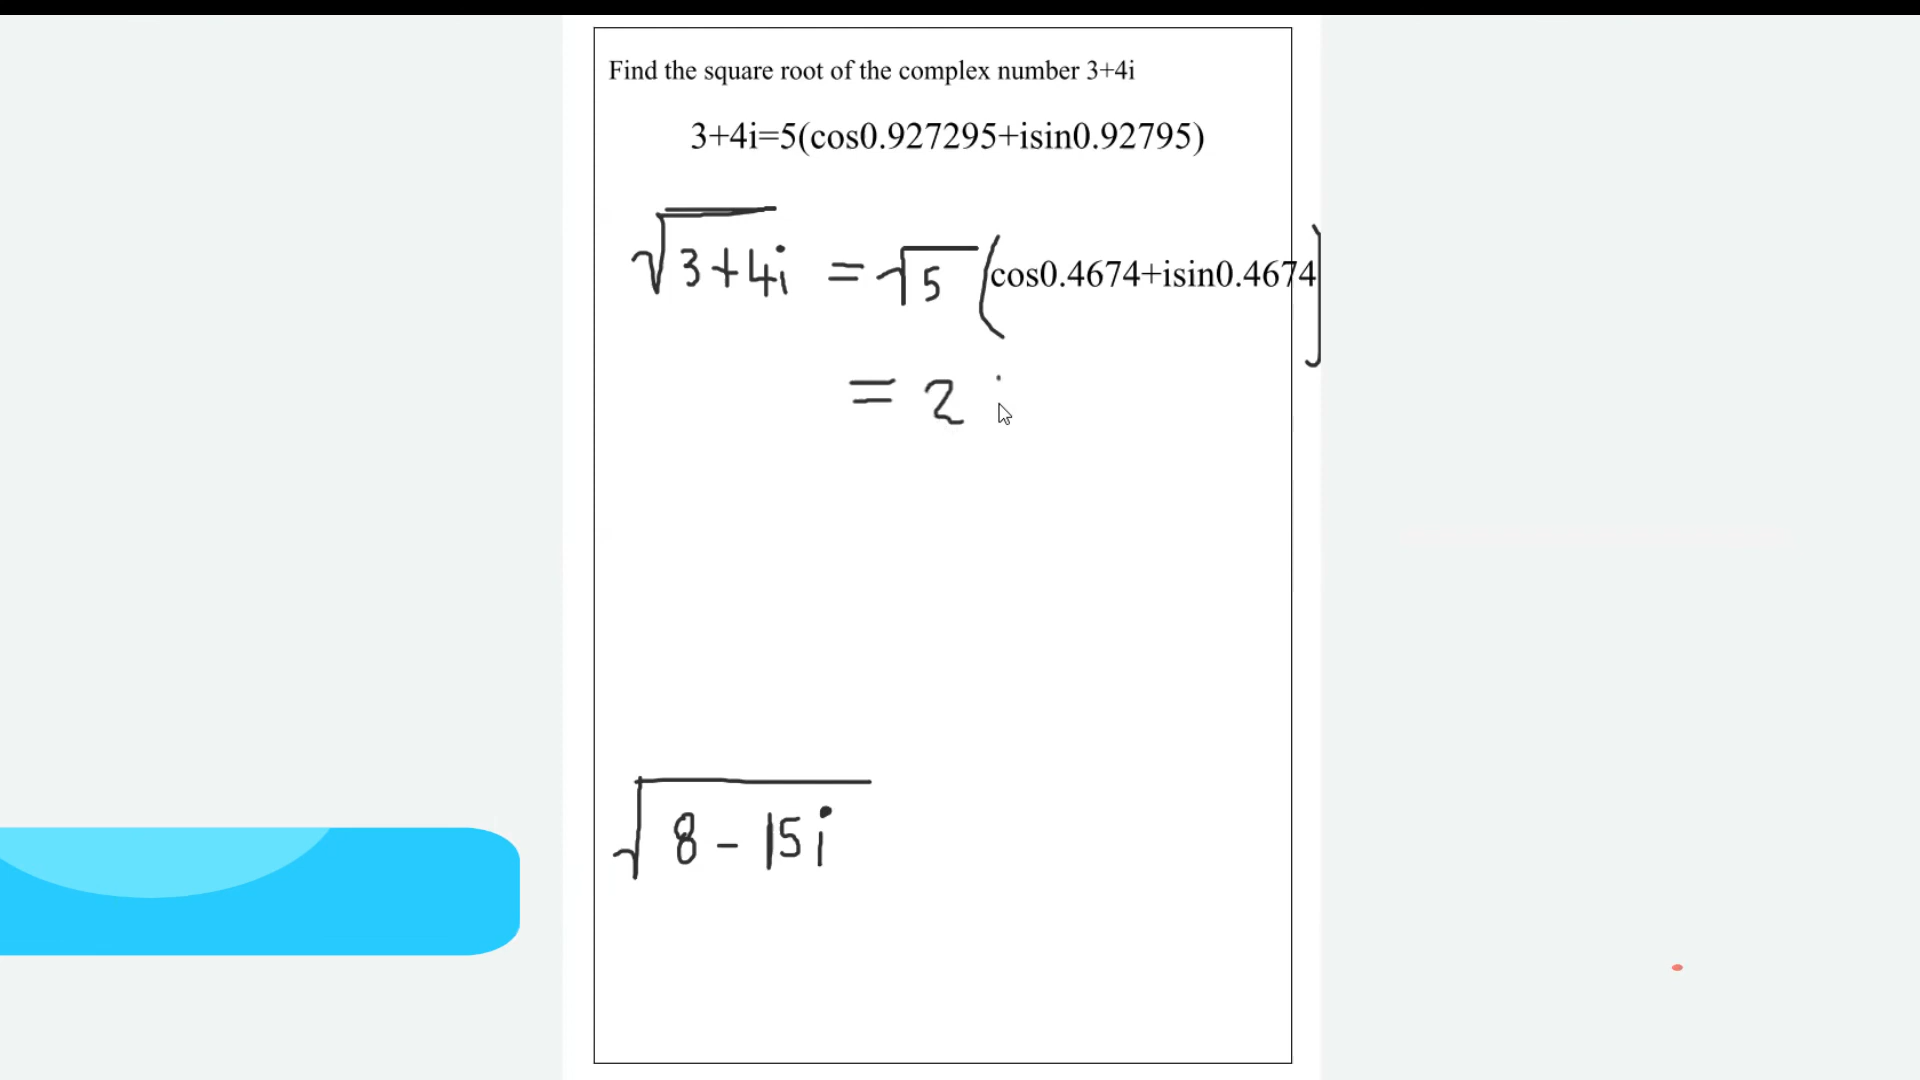 Find the square root of the complex number 3+4i
3+4i=5(cos0.927295+isin0.92795)
√3+4i = √5 (cos0.4674+isin0.4674)
= 2 i
√8-15i